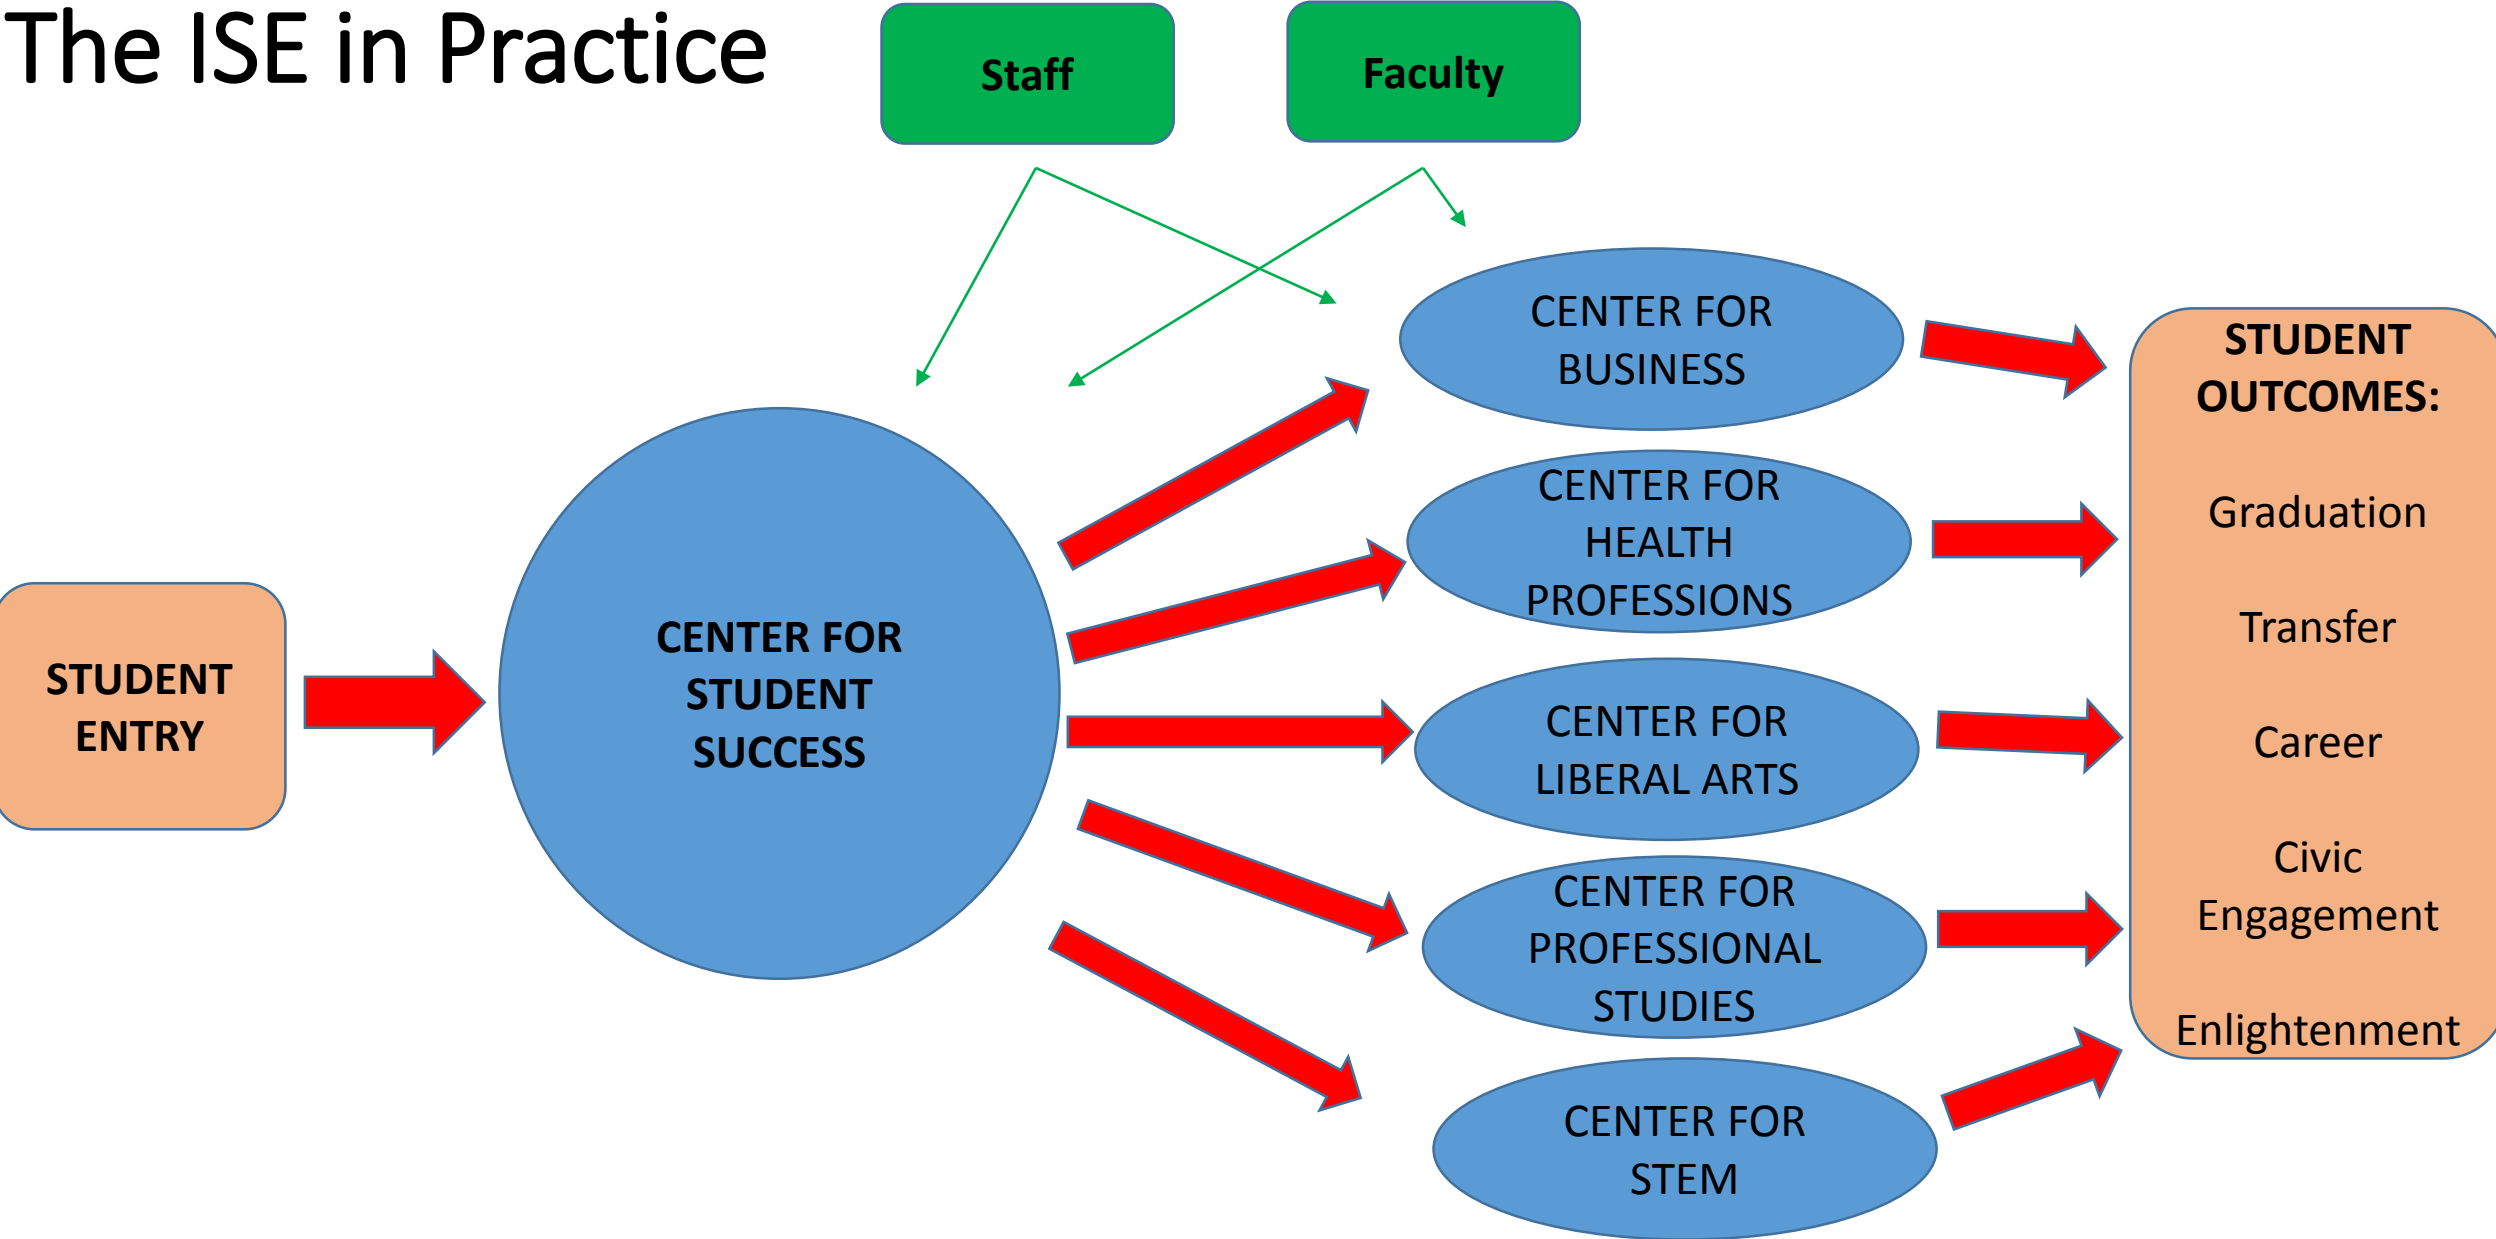 The ISE in Practice
Staff
Faculty
STUDENT
ENTRY
CENTER FOR
STUDENT
SUCCESS
CENTER FOR
BUSINESS
CENTER FOR
HEALTH
PROFESSIONS
CENTER FOR
LIBERAL ARTS
CENTER FOR
PROFESSIONAL
STUDIES
CENTER FOR
STEM
STUDENT
OUTCOMES:
Graduation
Transfer
Career
Civic
Engagement
Enlightenment